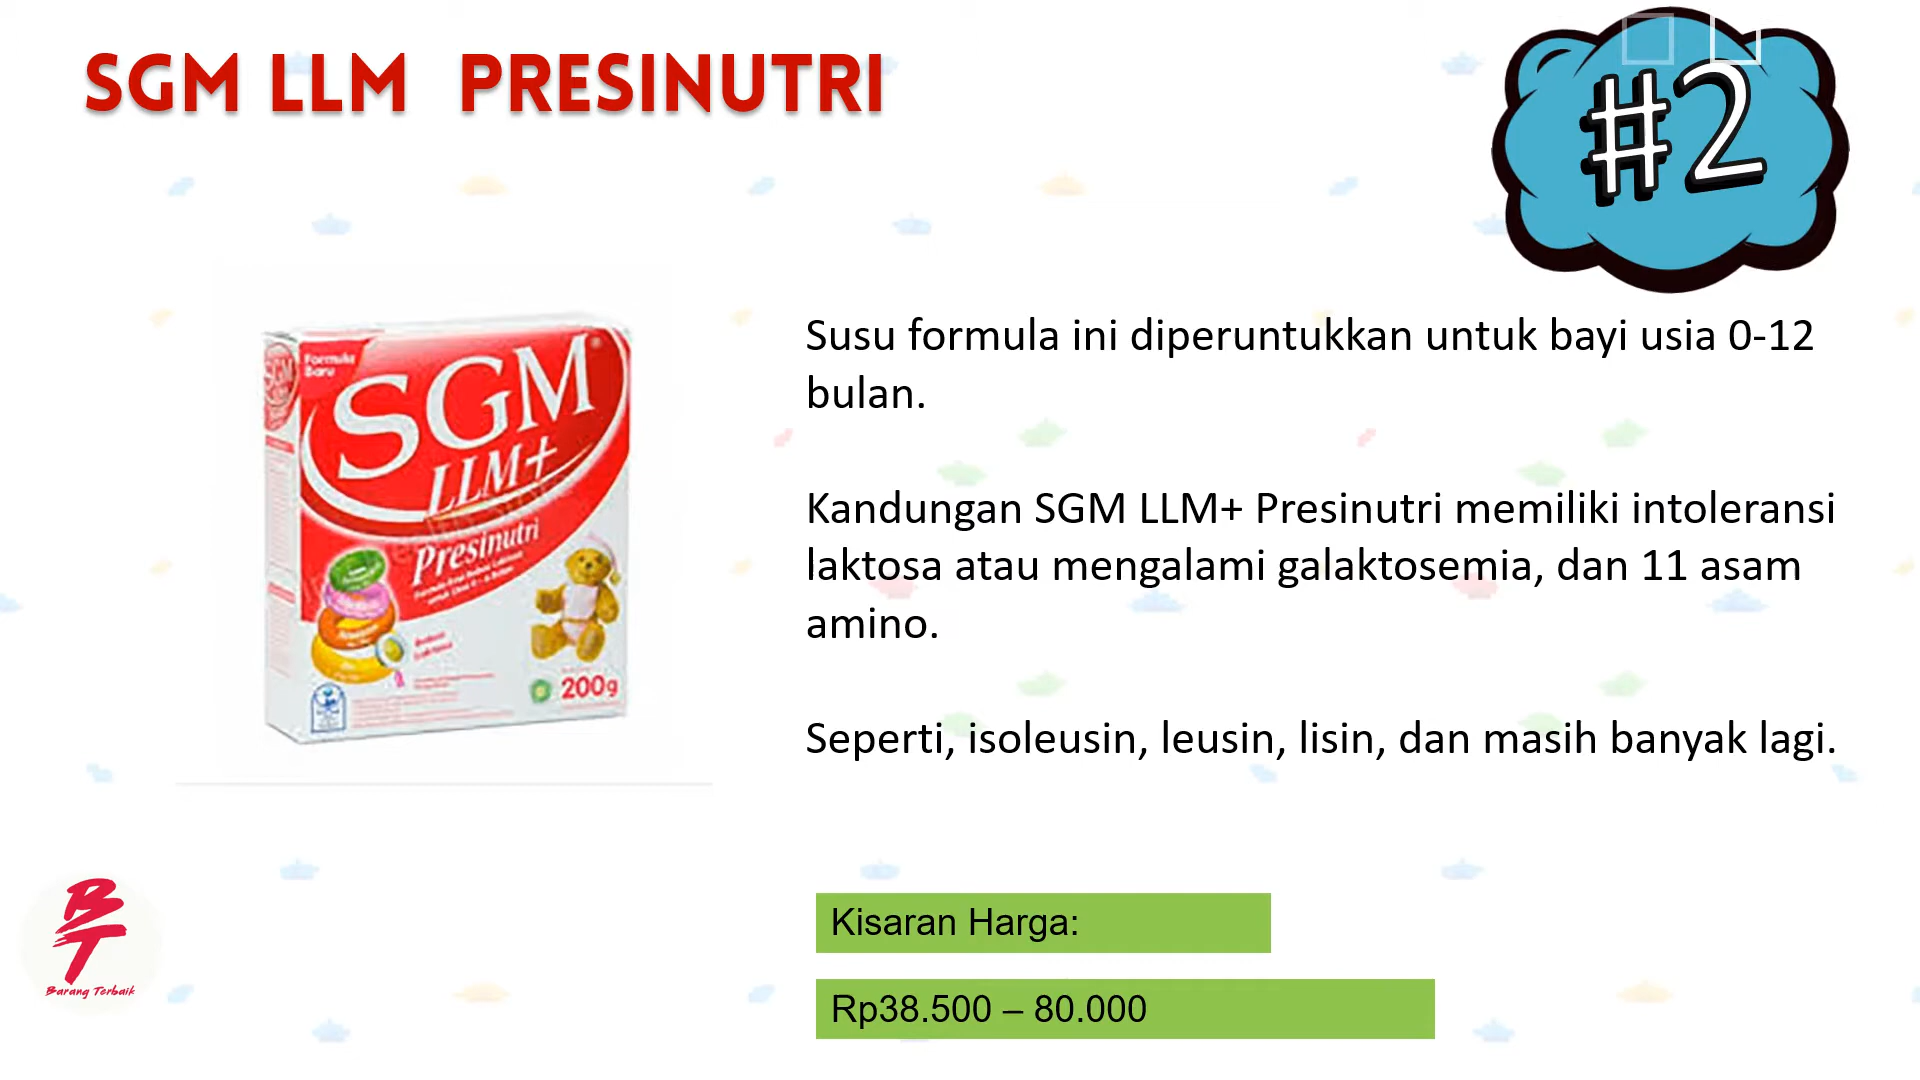 SGM LLM PRESINUTRI
#2
Susu formula ini diperuntukkan untuk bayi usia 0-12
bulan.
Kandungan SGM LLM+ Presinutri memiliki intoleransi
laktosa atau mengalami galaktosemia, dan 11 asam
amino.
Seperti, isoleusin, leusin, lisin, dan masih banyak lagi.
Formula
Baru
SGM
SGM
LLM+
Presinutri
200g
Kisaran Harga:
Rp38.500 – 80.000
BT
Barang Terbaik